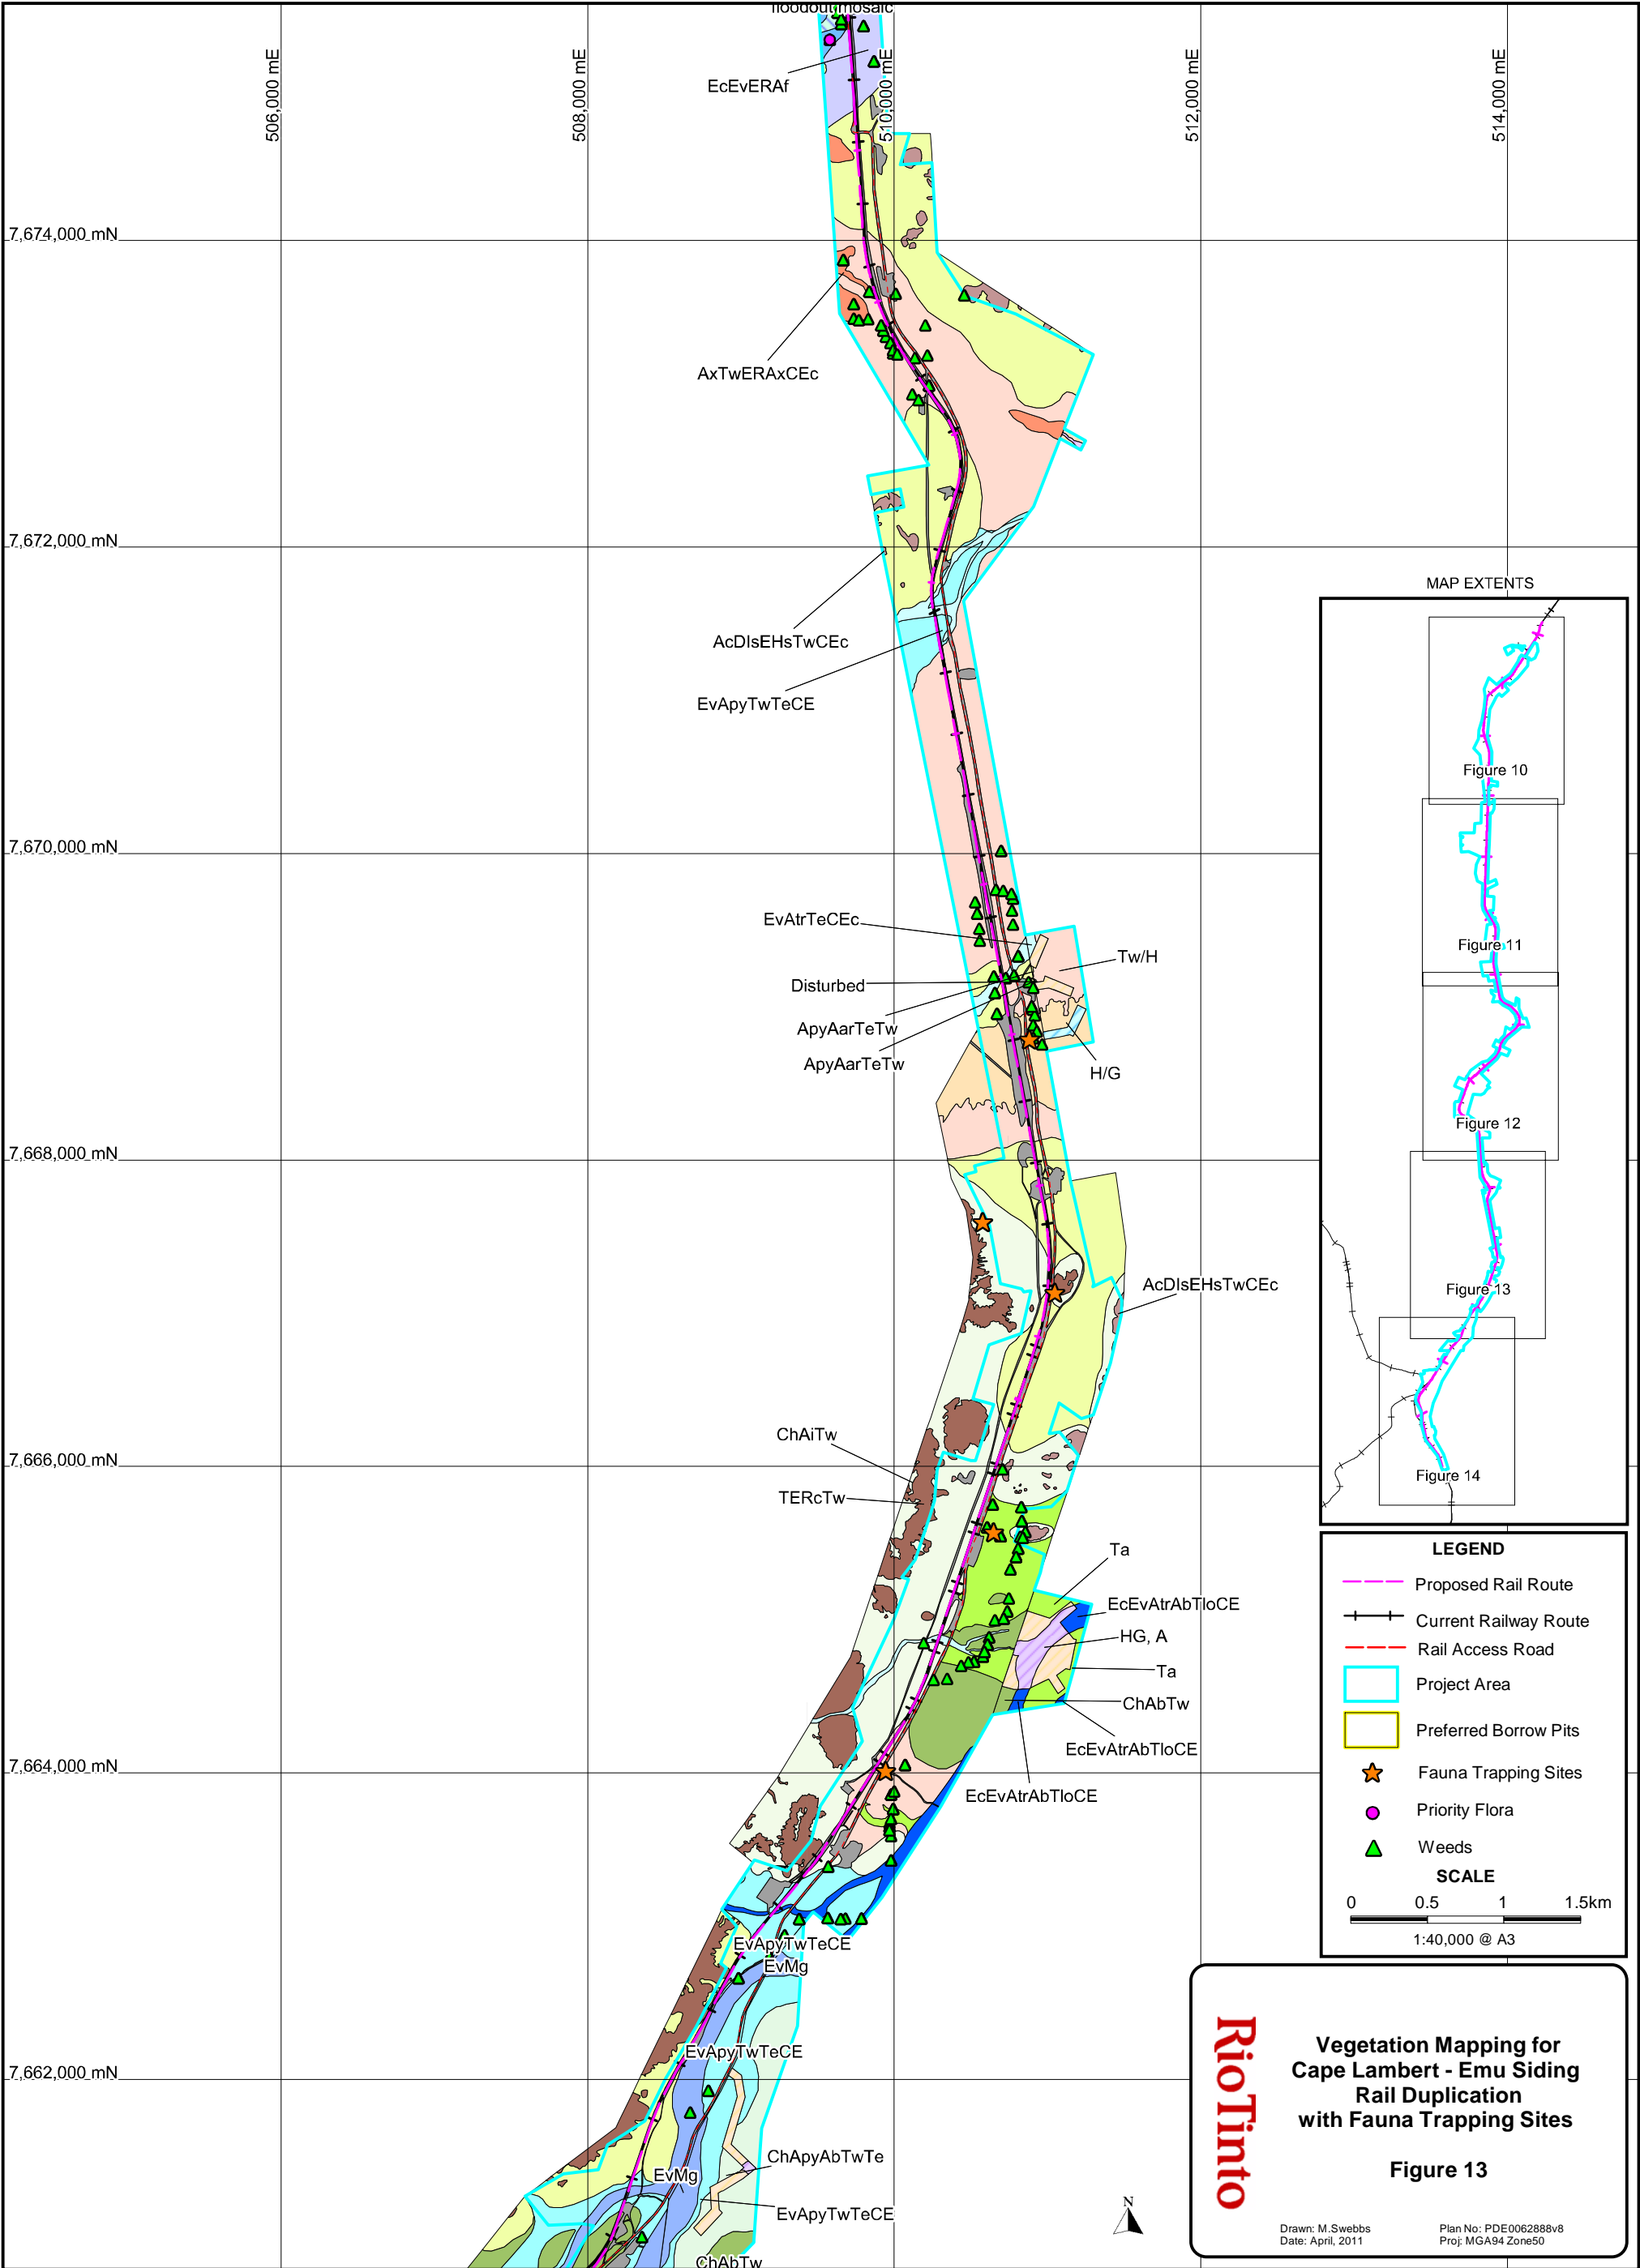 floodout mosaic
506,000 mE
508,000 mE
510,000 mE
512,000 mE
514,000 mE
EcEvERAf
7,674,000 mN
AxTwERAxCEc
7,672,000 mN
AcDIsEHsTwCEc
EvApyTwTeCE
7,670,000 mN
EvAtrTeCEc
Tw/H
Disturbed
ApyAarTeTw
ApyAarTeTw
H/G
7,668,000 mN
AcDIsEHsTwCEc
ChAiTw
7,666,000 mN
TERcTw
Ta
EcEvAtrAbTloCE
HG, A
Ta
ChAbTw
EcEvAtrAbTloCE
7,664,000 mN
EcEvAtrAbTloCE
EvApyTwTeCE
EvMg
EvApyTwTeCE
7,662,000 mN
ChApyAbTwTe
EvMg
EvApyTwTeCE
ChAbTw
N
MAP EXTENTS
Figure 10
Figure 11
Figure 12
Figure 13
Figure 14
LEGEND
Proposed Rail Route
Current Railway Route
Rail Access Road
Project Area
Preferred Borrow Pits
Fauna Trapping Sites
Priority Flora
Weeds
SCALE
0 0.5 1 1.5km
1:40,000 @ A3
RioTinto
Vegetation Mapping for
Cape Lambert - Emu Siding
Rail Duplication
with Fauna Trapping Sites
Figure 13
Drawn: M.Swebbs
Date: April, 2011
Plan No: PDE0062888v8
Proj: MGA94 Zone50